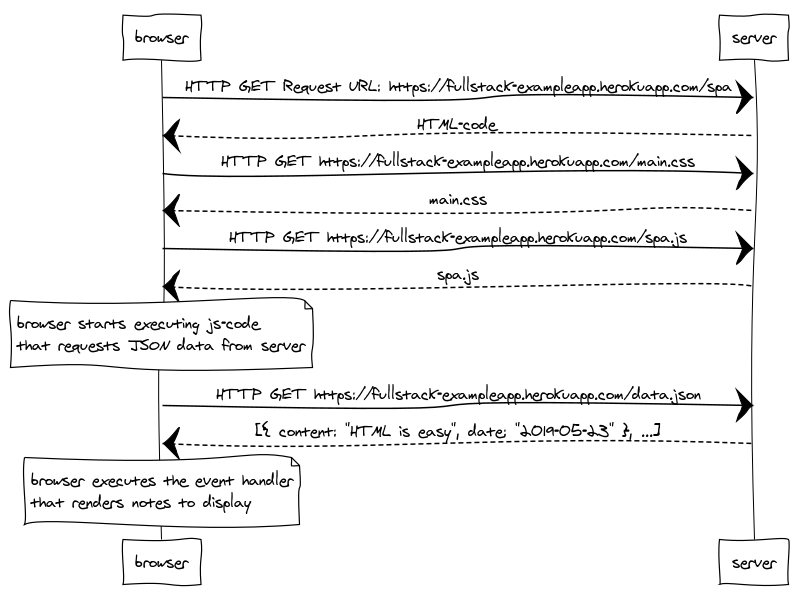 browser
server
HTTP GET Request URL: https://fullstack-exampleapp.herokuapp.com/spa
HTML-code
HTTP GET https://fullstack-exampleapp.herokuapp.com/main.css
main.css
HTTP GET https://fullstack-exampleapp.herokuapp.com/spa.js
spa.js
browser starts executing js-code
that requests JSON data from server
HTTP GET https://fullstack-exampleapp.herokuapp.com/data.json
[{ content: "HTML is easy", date: "2019-05-23" }, ...]
browser executes the event handler
that renders notes to display
browser
server